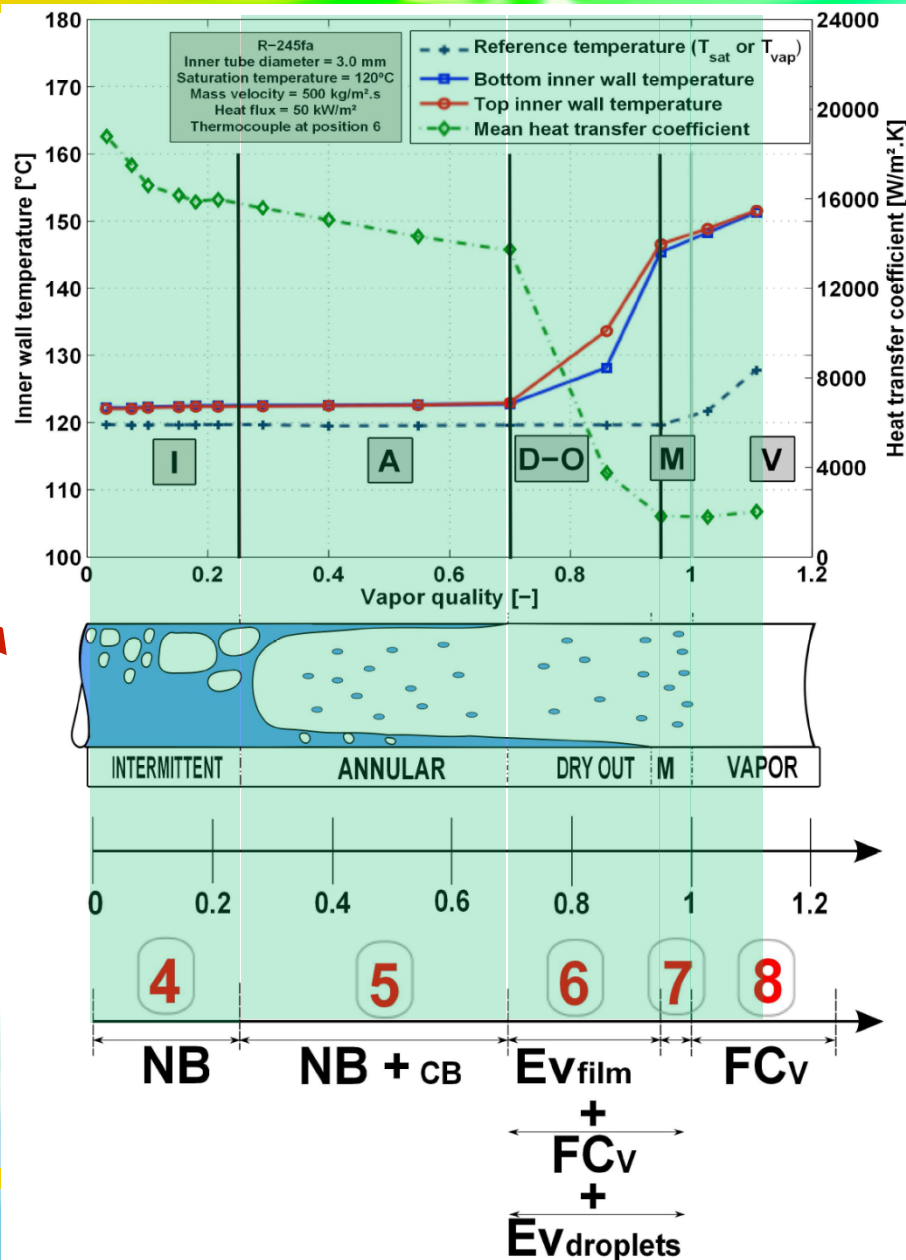 180
170
160
150
140
130
120
110
100
Inner wall temperature [°C]
R−245fa
Inner tube diameter = 3.0 mm
Saturation temperature = 120ºC
Mass velocity = 500 kg/m².s
Heat flux = 50 kW/m²
Thermocouple at position 6
Reference temperature (Tsat or Tvap)
Bottom inner wall temperature
Top inner wall temperature
Mean heat transfer coefficient
24000
20000
16000
12000
8000
4000
0
Heat transfer coefficient [W/m².K]
I
A
D−O
M
V
0 0.2 0.4 0.6 0.8 1 1.2
Vapor quality [−]
INTERMITTENT ANNULAR DRY OUT M VAPOR
0 0.2 0.4 0.6 0.8 1 1.2
4 5 6 7 8
NB NB + CB Evfilm FCv
+
FCv
+
Evdroplets